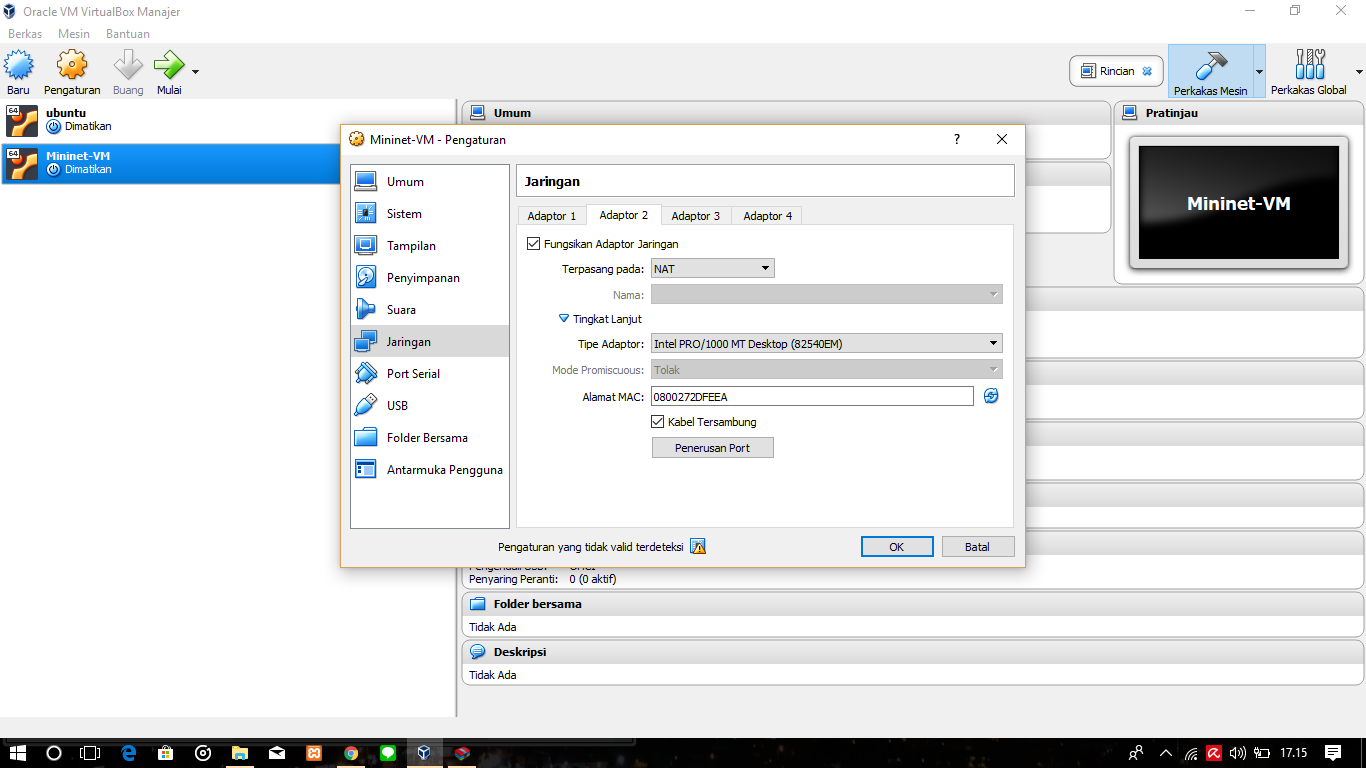 Oracle VM VirtualBox Manajer
Berkas Mesin Bantuan
Baru Pengaturan Buang Mulai
Rincian
Perkakas Mesin
Perkakas Global
64
ubuntu
Dimatikan
64
Mininet-VM
Dimatikan
Umum
Pratinjau
Mininet-VM
Mininet-VM - Pengaturan
?
Umum
Sistem
Tampilan
Penyimpanan
Suara
Jaringan
Port Serial
USB
Folder Bersama
Antarmuka Pengguna
Jaringan
Adaptor 1 Adaptor 2 Adaptor 3 Adaptor 4
Fungsikan Adaptor Jaringan
Terpasang pada: NAT
Nama:
Tingkat Lanjut
Tipe Adaptor: Intel PRO/1000 MT Desktop (82540EM)
Mode Promiscuous: Tolak
Alamat MAC: 0800272DFEEA
Kabel Tersambung
Penerusan Port
Pengaturan yang tidak valid terdeteksi
OK Batal
Penyaring Peranti: 0 (0 aktif)
Folder bersama
Tidak Ada
Deskripsi
Tidak Ada
17.15